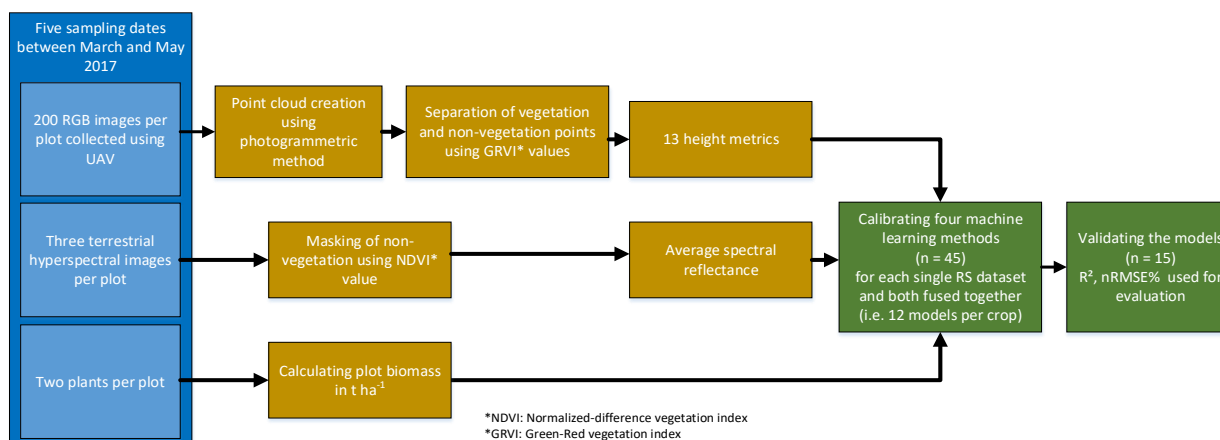 Five sampling dates
between March and May
2017
200 RGB images per
plot collected using
UAV
Point cloud creation
using
photogrammetric
method
Separation of vegetation
and non-vegetation points
using GRVI* values
13 height metrics
Three terrestrial
hyperspectral images
per plot
Masking of non-
vegetation using NDVI*
value
Average spectral
reflectance
Calibrating four machine
learning methods
(n = 45)
for each single RS dataset
and both fused together
(i.e. 12 models per crop)
Validating the models
(n = 15)
R², nRMSE% used for
evaluation
Two plants per plot
Calculating plot biomass
in t ha⁻¹
*NDVI: Normalized-difference vegetation index
*GRVI: Green-Red vegetation index